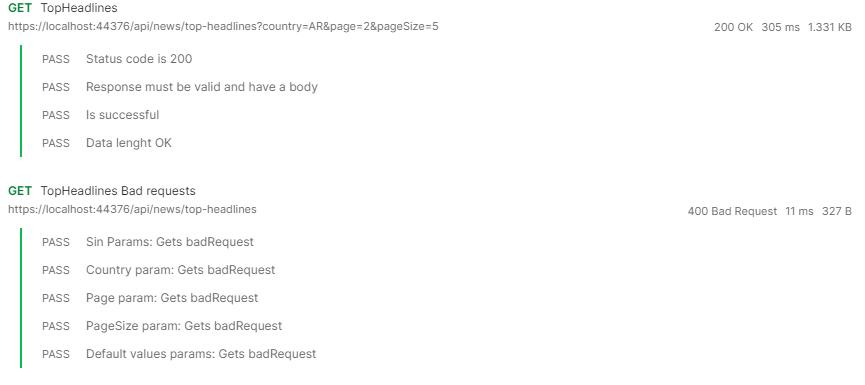 GET TopHeadlines
https://localhost:44376/api/news/top-headlines?country=AR&page=2&pageSize=5 200 OK 305 ms 1.331 KB
PASS Status code is 200
PASS Response must be valid and have a body
PASS Is successful
PASS Data lenght OK
GET TopHeadlines Bad requests
https://localhost:44376/api/news/top-headlines 400 Bad Request 11 ms 327 B
PASS Sin Params: Gets badRequest
PASS Country param: Gets badRequest
PASS Page param: Gets badRequest
PASS PageSize param: Gets badRequest
PASS Default values params: Gets badRequest